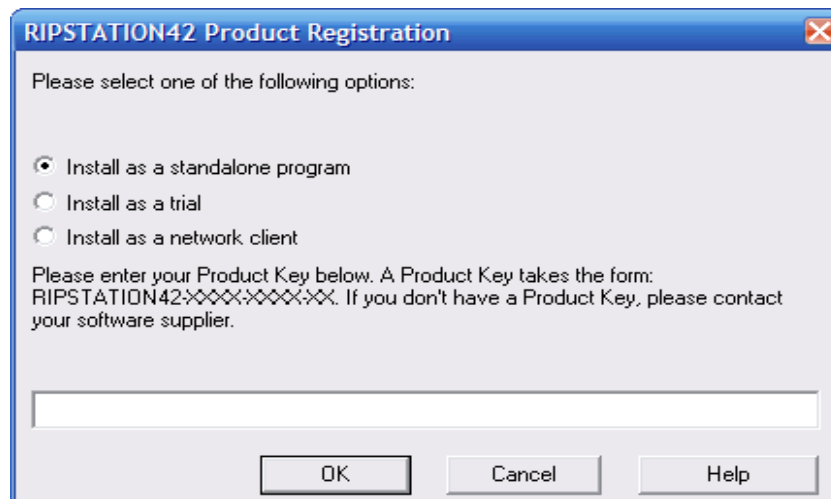 RIPSTATION42 Product Registration
Please select one of the following options:
Install as a standalone program
Install as a trial
Install as a network client
Please enter your Product Key below. A Product Key takes the form:
RIPSTATION42-XXXX-XXXX-XX. If you don't have a Product Key, please contact
your software supplier.
OK Cancel Help